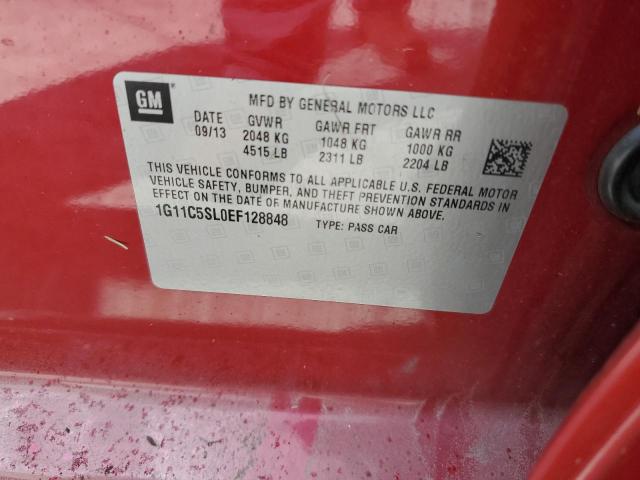 GM
MFD BY GENERAL MOTORS LLC
DATE GVWR GAWR FRT GAWR RR
09/13 2048 KG 1048 KG 1000 KG
4515 LB 2311 LB 2204 LB
THIS VEHICLE CONFORMS TO ALL APPLICABLE U.S. FEDERAL MOTOR
VEHICLE SAFETY, BUMPER, AND THEFT PREVENTION STANDARDS IN
EFFECT ON THE DATE OF MANUFACTURE SHOWN ABOVE.
1G11C5SL0EF128848 TYPE: PASS CAR